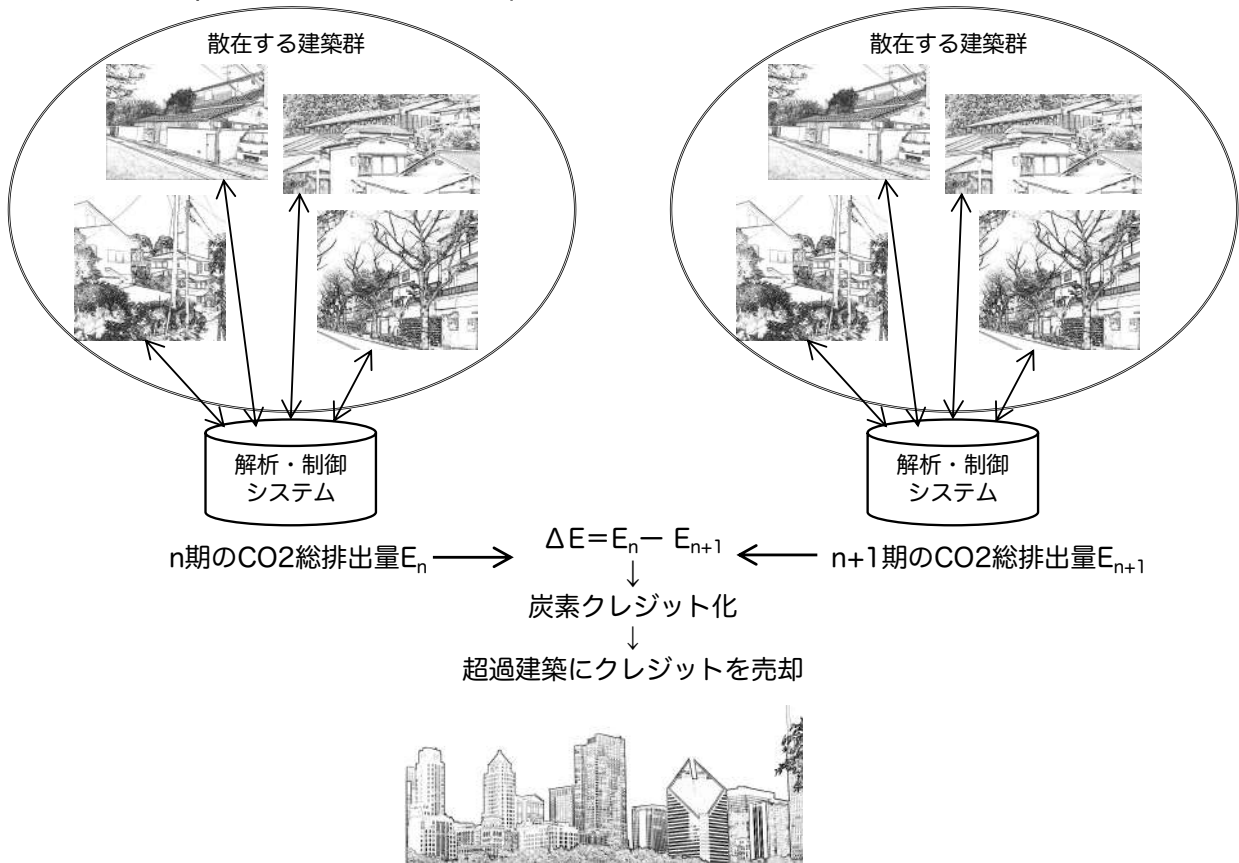 散在する建築群
散在する建築群
解析・制御
システム
解析・制御
システム
n期のCO2総排出量En
ΔE=En− En+1
n+1期のCO2総排出量En+1
↓
炭素クレジット化
↓
超過建築にクレジットを売却